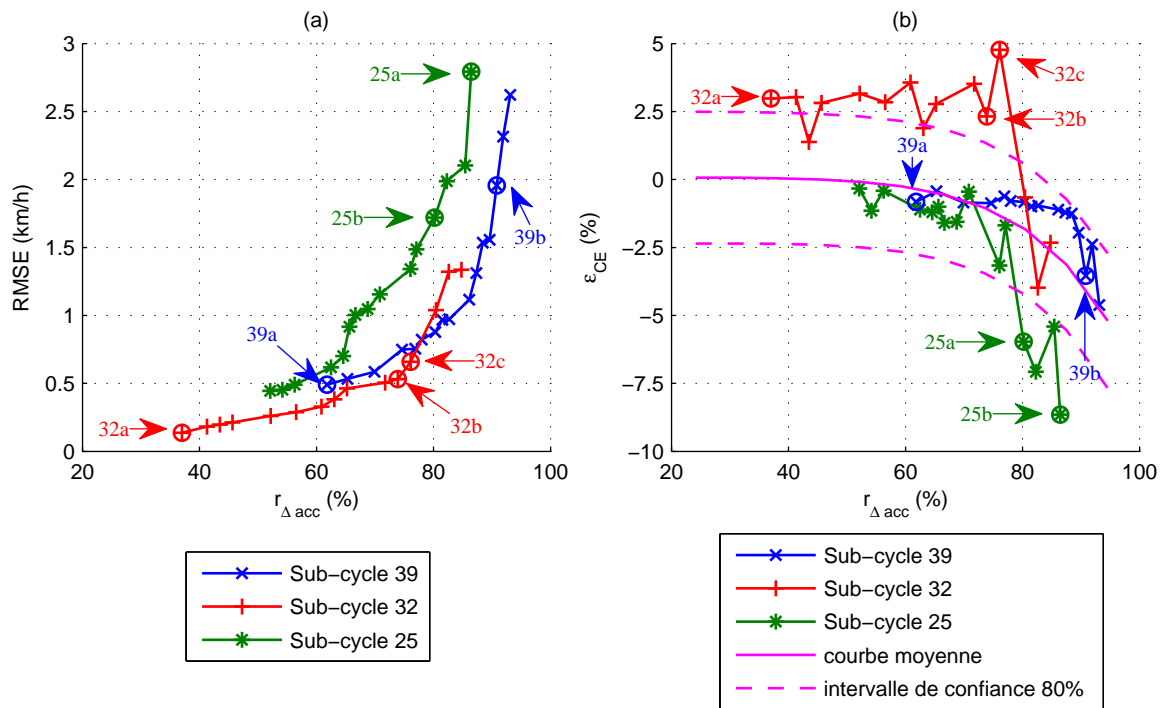 (a)
3
2.5
2
1.5
1
0.5
0
RMSE (km/h)
25a
25b
39b
39a
32c
32a
32b
20
40
60
80
100
r Δ acc (%)
Sub−cycle 39
Sub−cycle 32
Sub−cycle 25
(b)
5
2.5
0
−2.5
−5
−7.5
−10
ε CE (%)
32a
32c
32b
39a
25a
39b
25b
20
40
60
80
100
r Δ acc (%)
Sub−cycle 39
Sub−cycle 32
Sub−cycle 25
courbe moyenne
intervalle de confiance 80%